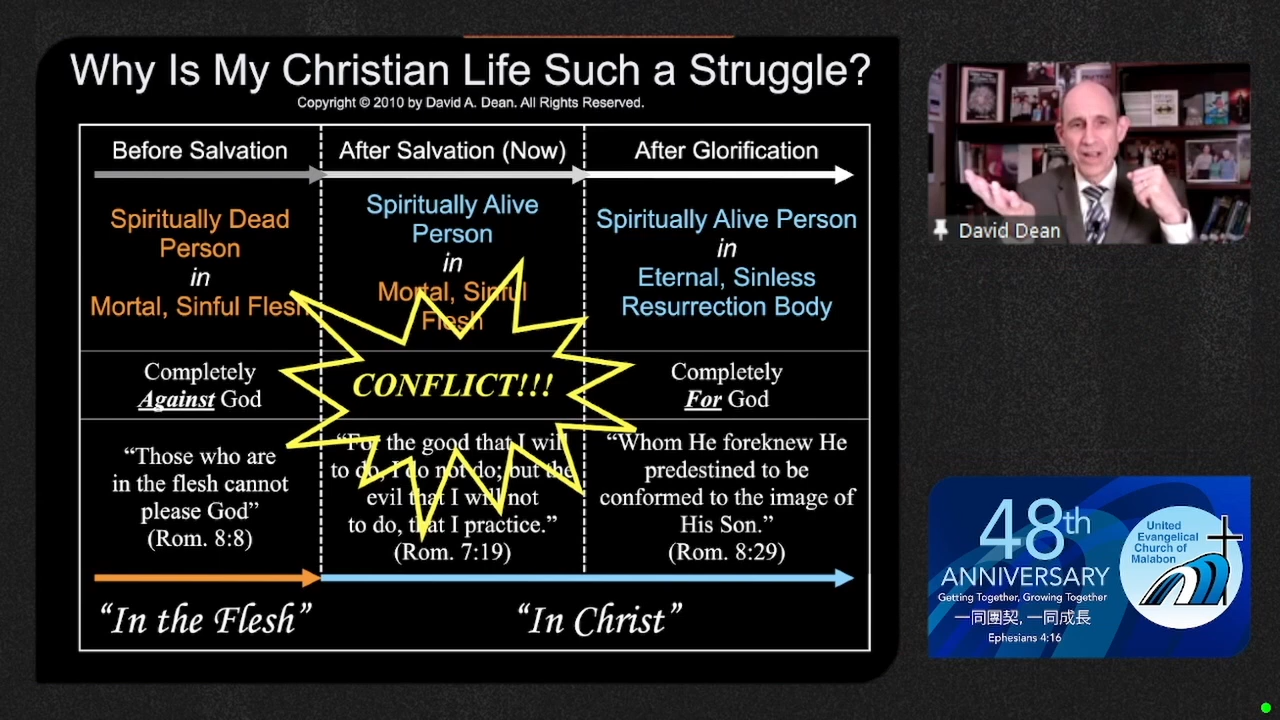 Why Is My Christian Life Such a Struggle?
Copyright © 2010 by David A. Dean. All Rights Reserved.
Before Salvation
After Salvation (Now)
After Glorification
Spiritually Dead
Person
in
Mortal, Sinful Flesh
Spiritually Alive
Person
in
Mortal, Sinful
Flesh
Spiritually Alive Person
in
Eternal, Sinless
Resurrection Body
Completely
Against God
CONFLICT!!!
Completely
For God
“Those who are
in the flesh cannot
please God”
(Rom. 8:8)
“For the good that I will
to do, I do not do; but the
evil that I will not
to do, that I practice.”
(Rom. 7:19)
“Whom He foreknew He
predestined to be
conformed to the image of
His Son.”
(Rom. 8:29)
“In the Flesh”
“In Christ”
David Dean
48th
ANNIVERSARY
Getting Together, Growing Together
一同團契, 一同成長
Ephesians 4:16
United
Evangelical
Church of
Malabon